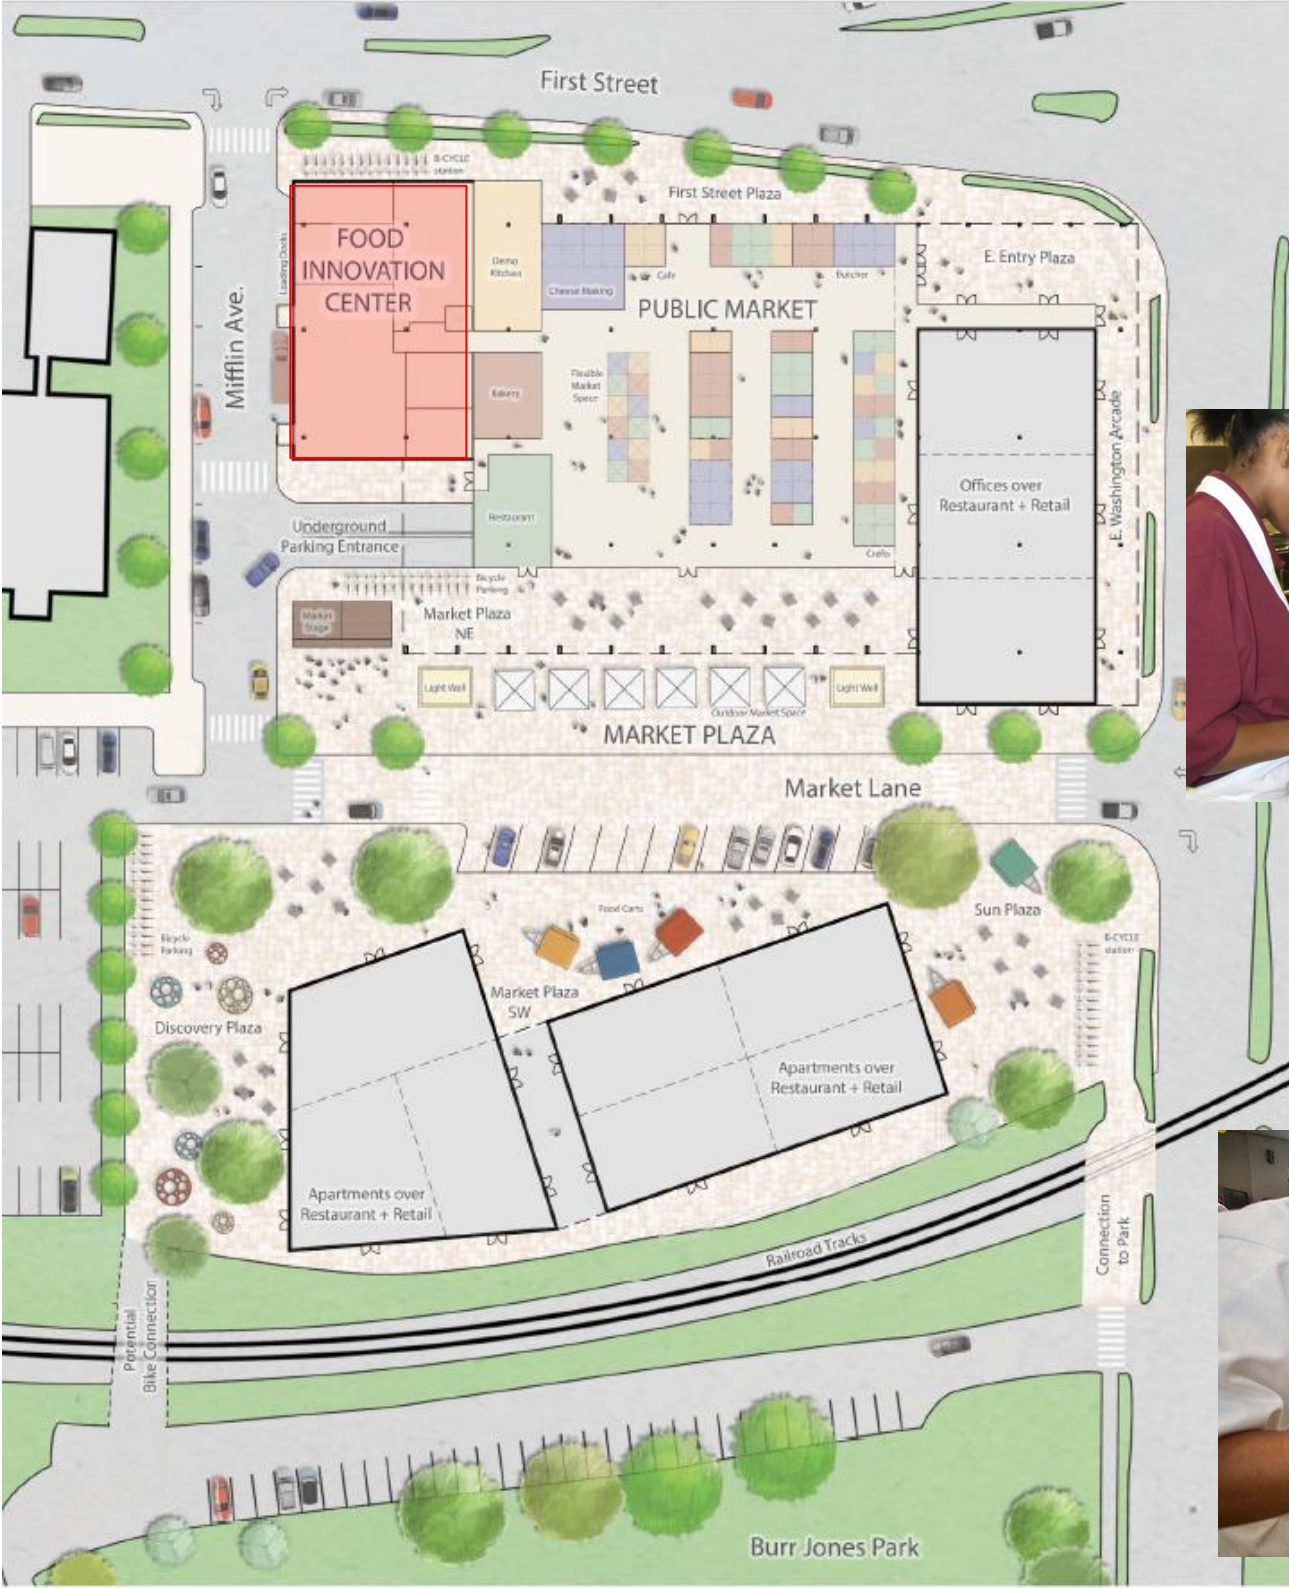 First Street
B-CYCLE
station
First Street Plaza
Loading Docks
FOOD
INNOVATION
CENTER
Demo
Kitchen
Cheese Making
Cafe
Butcher
E. Entry Plaza
PUBLIC MARKET
Mifflin Ave.
Flexible
Market
Space
Bakery
E. Washington Arcade
Offices over
Restaurant + Retail
Restaurant
Underground
Parking Entrance
Crafts
Bicycle
Parking
Market
Stage
Market Plaza
NE
Light Well
Light Well
Outdoor Market Space
MARKET PLAZA
Market Lane
Food Carts
Sun Plaza
B-CYCLE
station
Bicycle
Parking
Market Plaza
SW
Discovery Plaza
Apartments over
Restaurant + Retail
Apartments over
Restaurant + Retail
Railroad Tracks
Connection
to Park
Potential
Bike Connection
Burr Jones Park